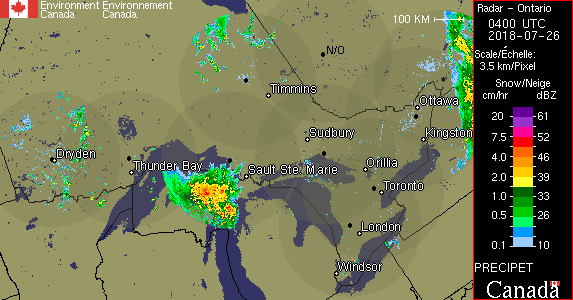 Environment Environnement
Canada Canada
100 KM
N/O
Timmins
Ottawa
Sudbury
Kingston
Dryden
Thunder Bay
Sault Ste. Marie
Orillia
Toronto
London
Windsor
Radar - Ontario
0400 UTC
2018-07-26
Scale/Échelle:
3.5 km/Pixel
Snow/Neige
cm/hr dBZ
20 61
7.5 57
5.0 52
4.0 46
2.0 39
1.0 33
0.5 26
0.1 10
PRECIPET
Canada